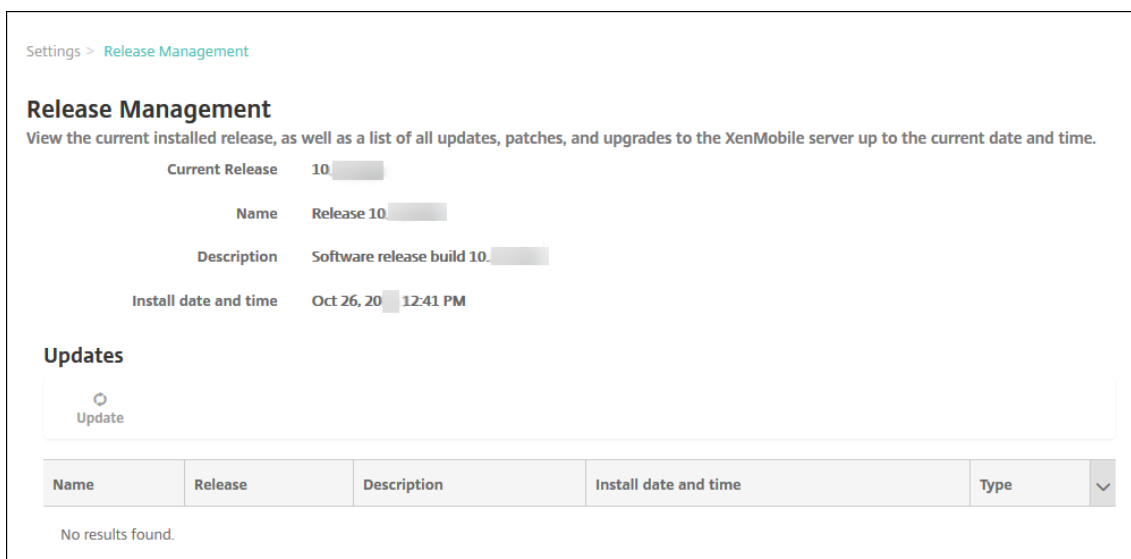 Settings > Release Management
Release Management
View the current installed release, as well as a list of all updates, patches, and upgrades to the XenMobile server up to the current date and time.
Current Release 10.
Name Release 10.
Description Software release build 10.
Install date and time Oct 26, 20 12:41 PM
Updates
Update
Name Release Description Install date and time Type
No results found.